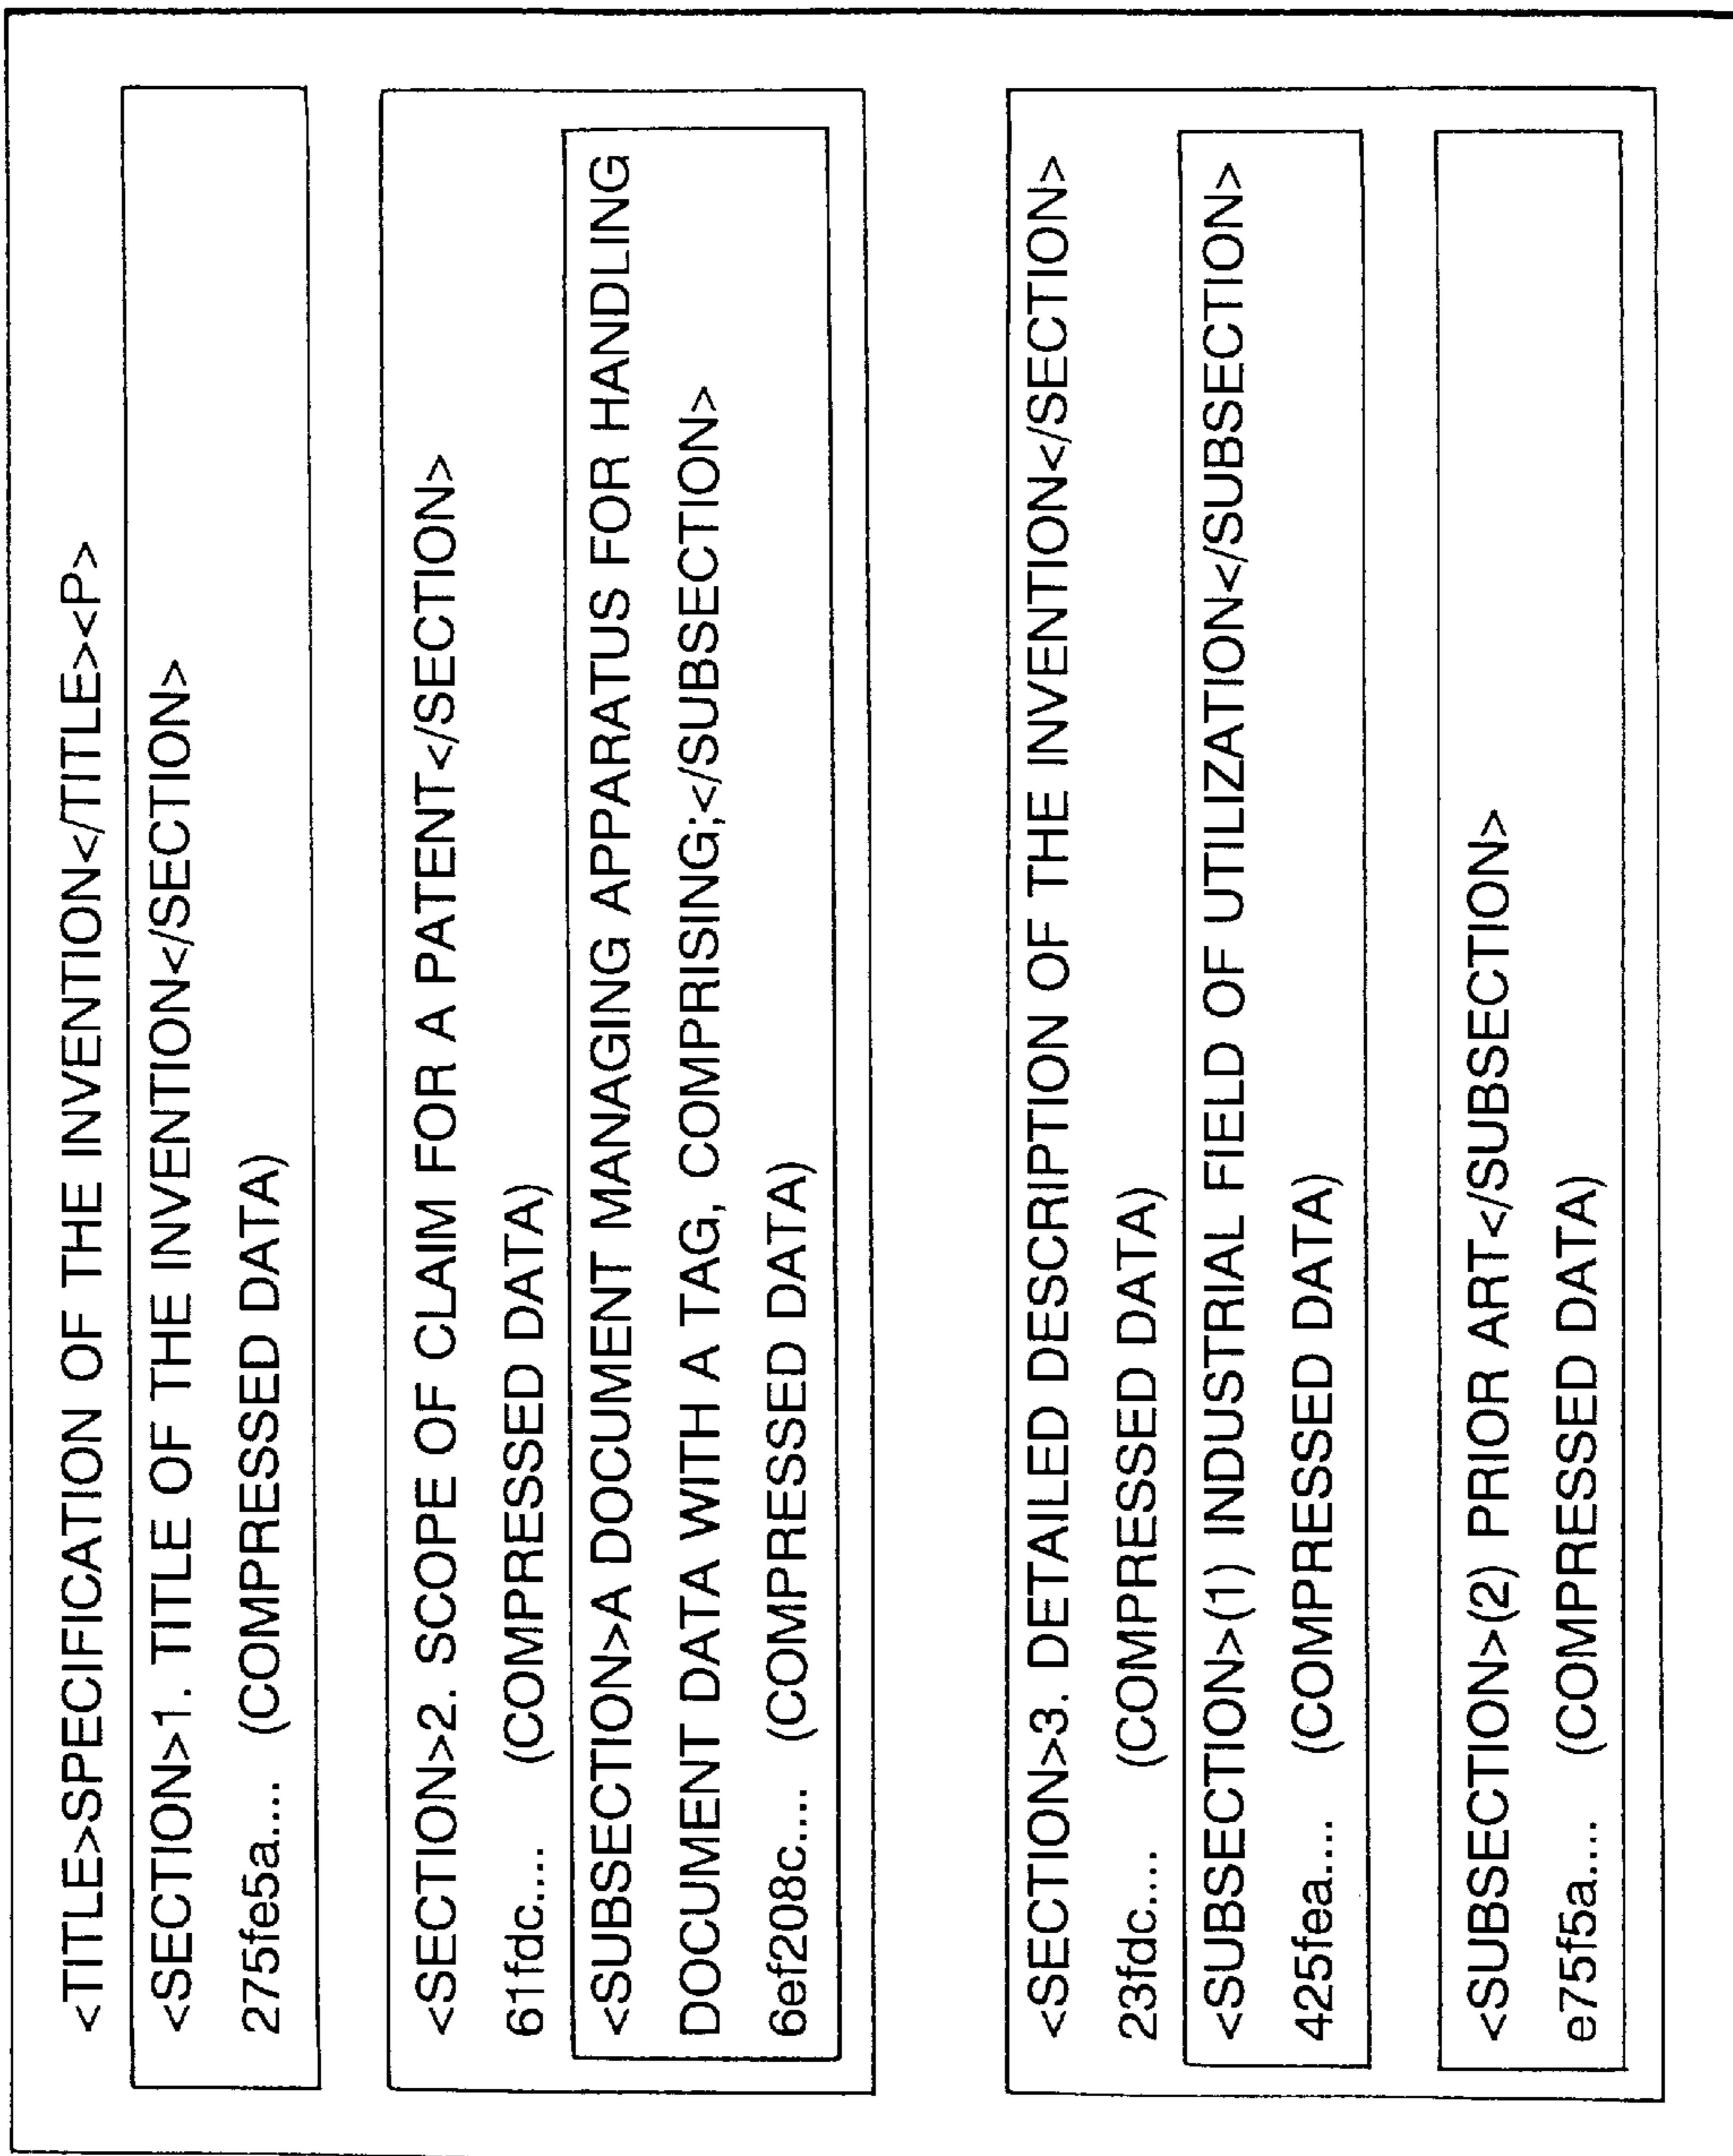 <TITLE>SPECIFICATION OF THE INVENTION</TITLE><P>
<SECTION>1. TITLE OF THE INVENTION</SECTION>
275fe5a.... (COMPRESSED DATA)
<SECTION>2. SCOPE OF CLAIM FOR A PATENT</SECTION>
61fdc.... (COMPRESSED DATA)
<SUBSECTION>A DOCUMENT MANAGING APPARATUS FOR HANDLING
DOCUMENT DATA WITH A TAG, COMPRISING;</SUBSECTION>
6ef208c.... (COMPRESSED DATA)
<SECTION>3. DETAILED DESCRIPTION OF THE INVENTION</SECTION>
23fdc.... (COMPRESSED DATA)
<SUBSECTION>(1) INDUSTRIAL FIELD OF UTILIZATION</SUBSECTION>
425fea.... (COMPRESSED DATA)
<SUBSECTION>(2) PRIOR ART</SUBSECTION>
e75f5a.... (COMPRESSED DATA)